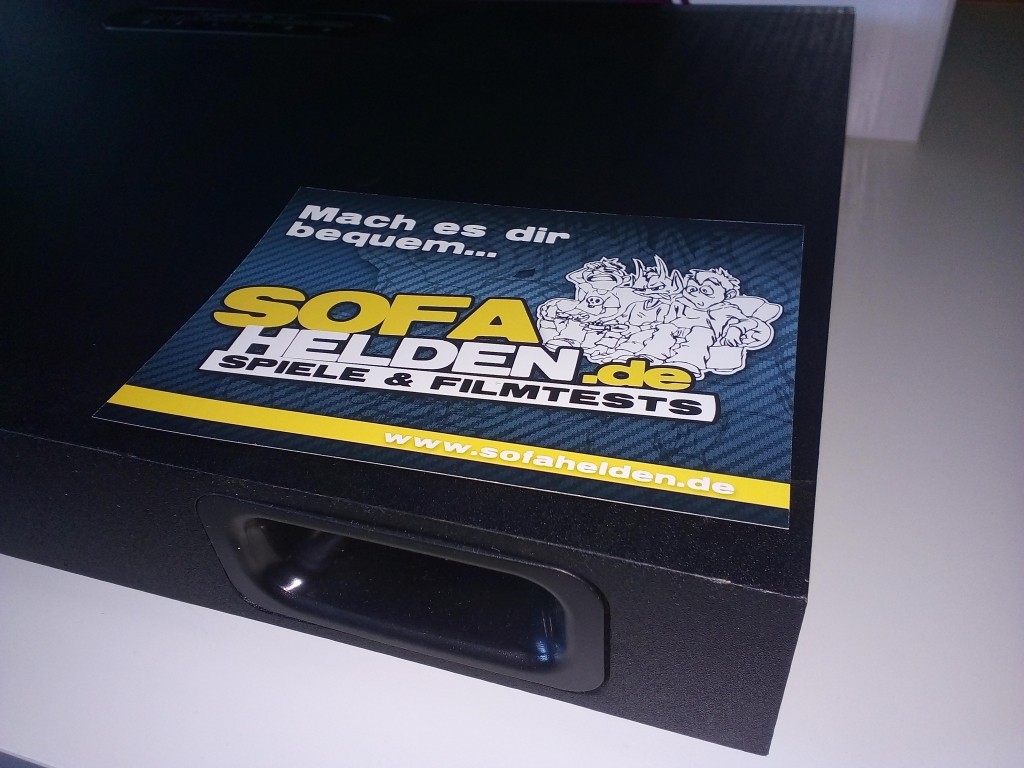 Mach es dir
bequem...
SOFA
HELDEN.de
SPIELE & FILMTESTS
www.sofahelden.de